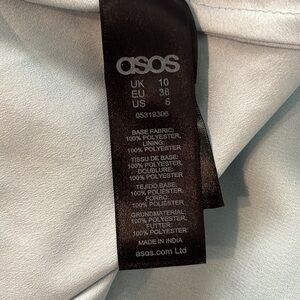 asos
UK 10
EU 38
US 6
05319306
BASE FABRIC:
100% POLYESTER
LINING:
100% POLYESTER
TISSU DE BASE:
100% POLYESTER
DOUBLURE:
100% POLYESTER
TEJIDO BASE:
100% POLIÉSTER
FORRO:
100% POLIÉSTER
GRUNDMATERIAL:
100% POLYESTER
FUTTER:
100% POLYESTER
MADE IN INDIA
asos.com Ltd